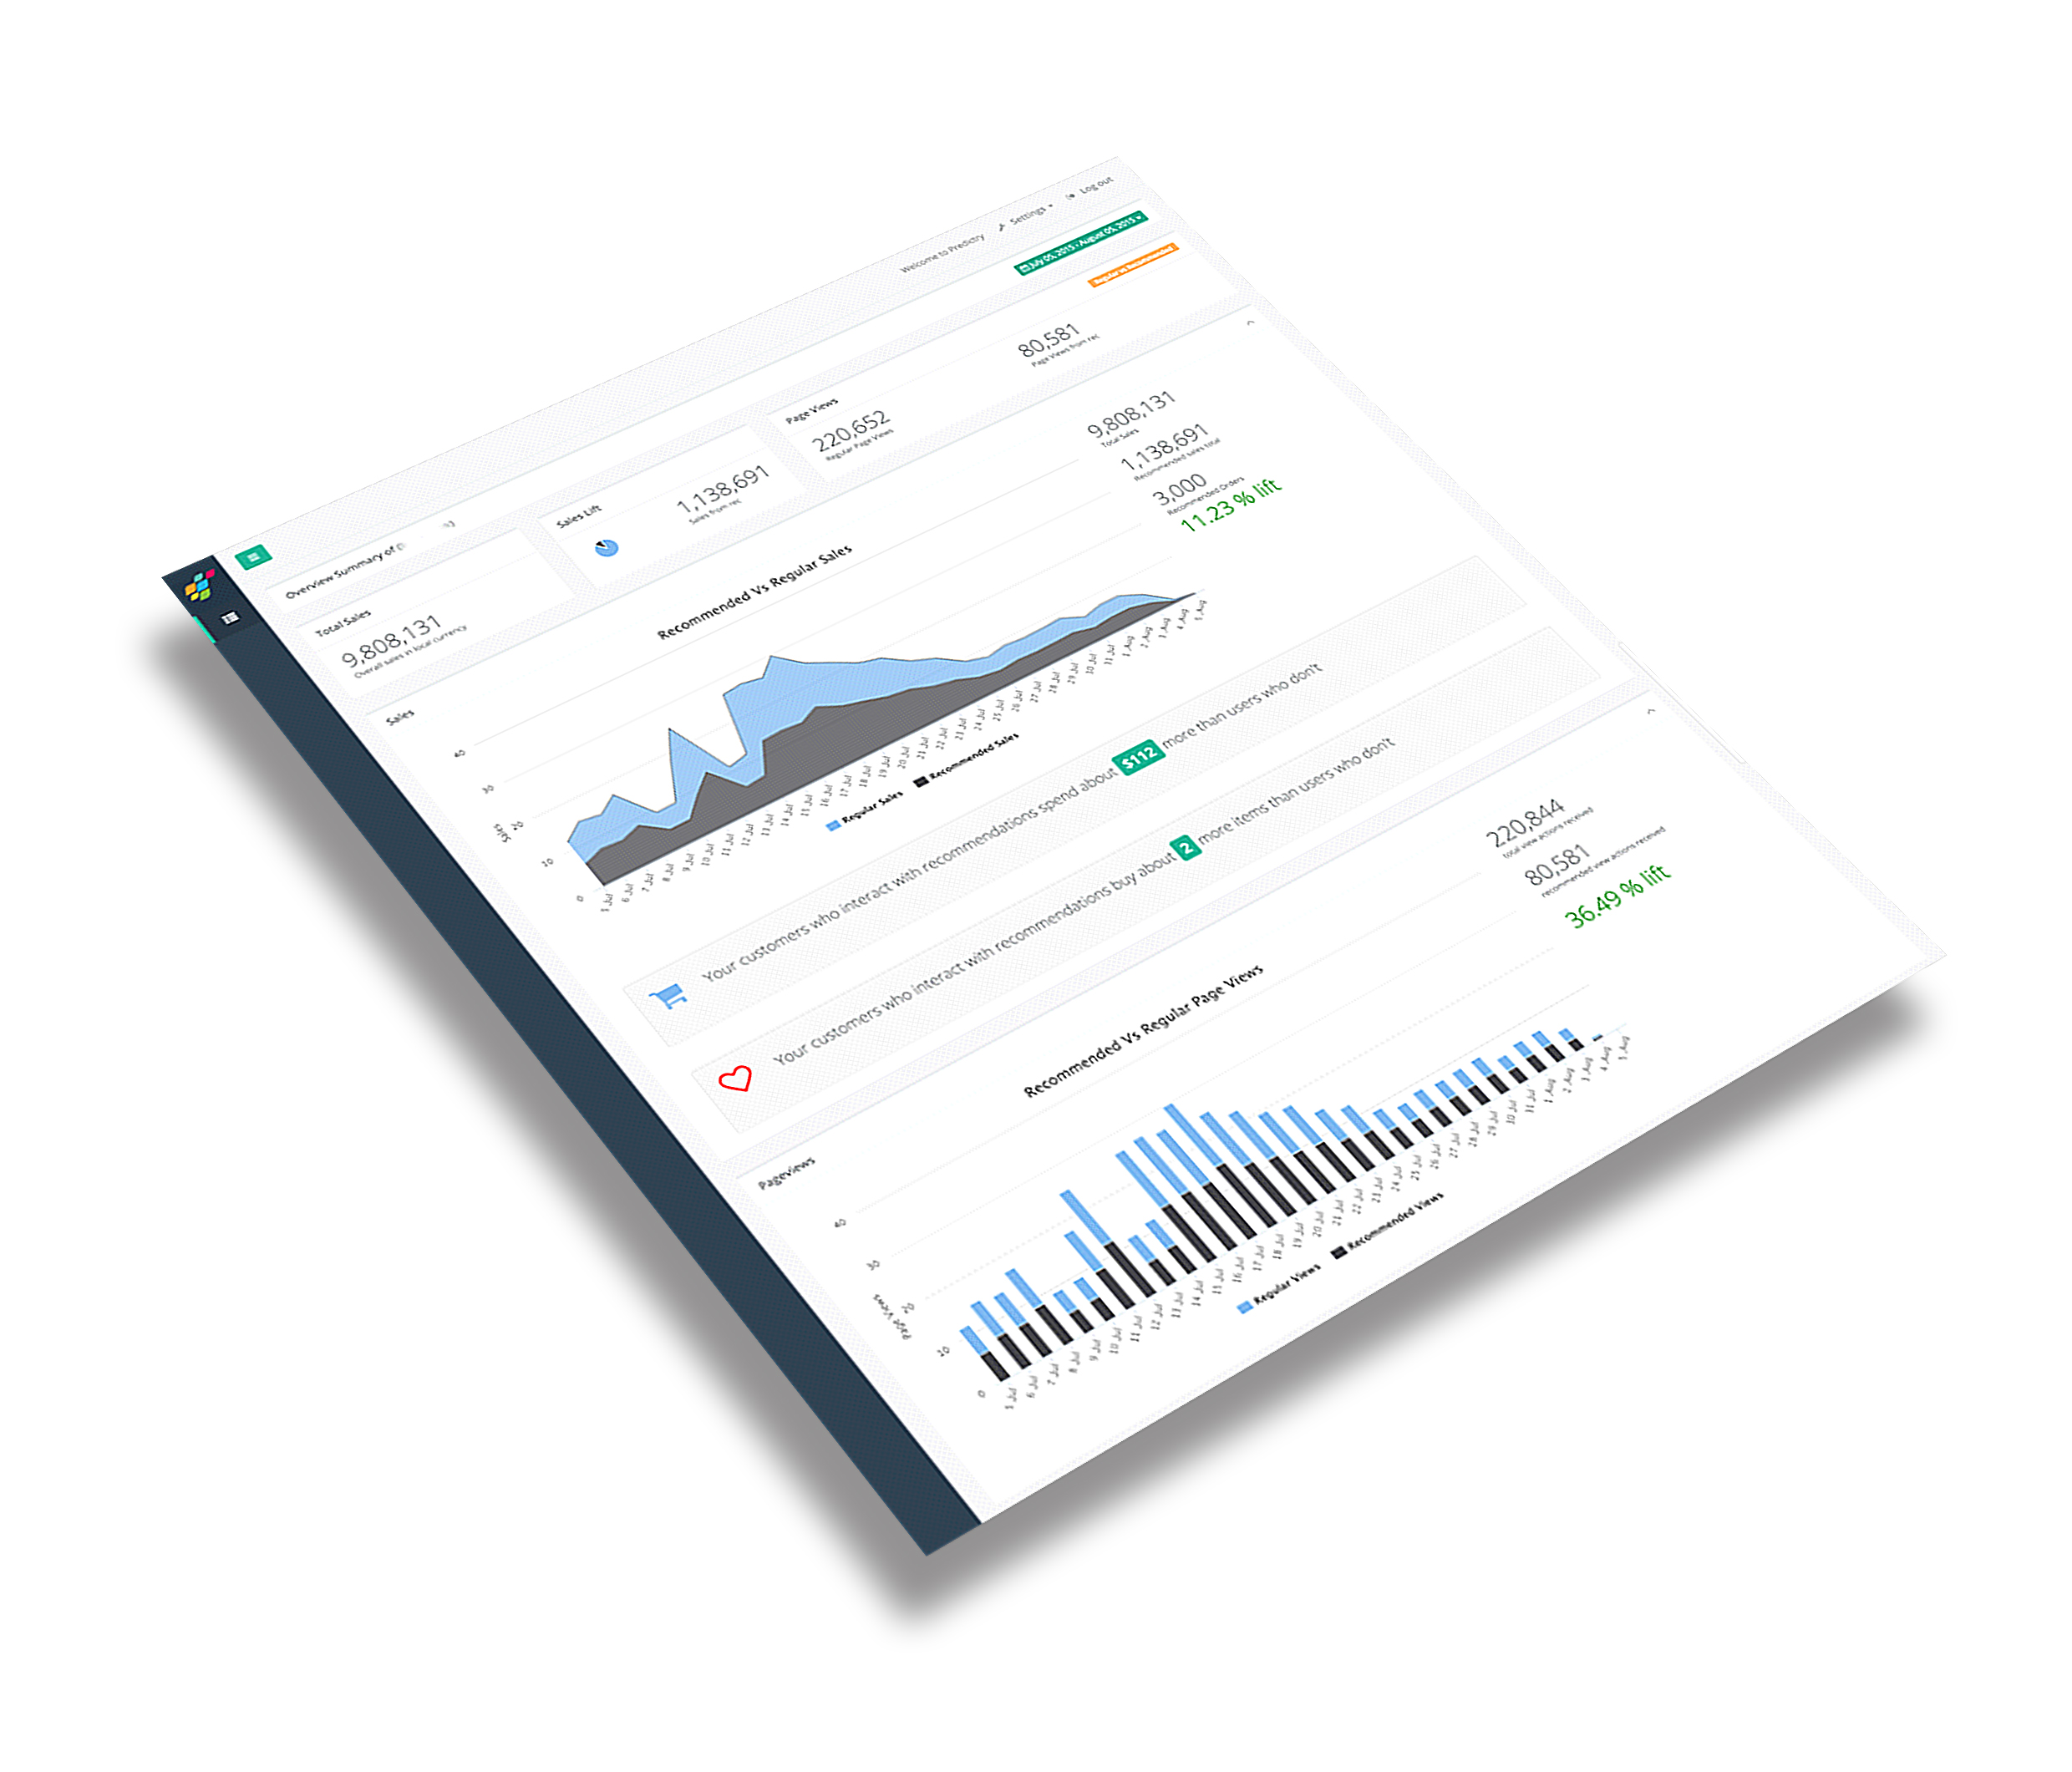 Welcome to Predictry
Settings
Log out
July 05, 2015 - August 05, 2015
Overview Summary of
Total Sales
9,808,131
Overall sales in local currency
Sales Lift
1,138,691
Sales from rec
Page Views
220,652
Regular Page Views
80,581
Page Views from rec
Sales
Recommended Vs Regular Sales
40
30
20
10
0
Sales
5 Jul
6 Jul
7 Jul
8 Jul
9 Jul
10 Jul
11 Jul
12 Jul
13 Jul
14 Jul
15 Jul
16 Jul
17 Jul
18 Jul
19 Jul
20 Jul
21 Jul
22 Jul
23 Jul
24 Jul
25 Jul
26 Jul
27 Jul
28 Jul
29 Jul
30 Jul
31 Jul
1 Aug
2 Aug
3 Aug
4 Aug
5 Aug
Regular Sales
Recommended Sales
9,808,131
Total Sales
1,138,691
Recommended sales total
3,000
Recommended Orders
11.23 % lift
Your customers who interact with recommendations spend about $112 more than users who don't
Your customers who interact with recommendations buy about 2 more items than users who don't
Pageviews
Recommended Vs Regular Page Views
40
30
20
10
0
Page Views
5 Jul
6 Jul
7 Jul
8 Jul
9 Jul
10 Jul
11 Jul
12 Jul
13 Jul
14 Jul
15 Jul
16 Jul
17 Jul
18 Jul
19 Jul
20 Jul
21 Jul
22 Jul
23 Jul
24 Jul
25 Jul
26 Jul
27 Jul
28 Jul
29 Jul
30 Jul
31 Jul
1 Aug
2 Aug
3 Aug
4 Aug
5 Aug
Regular Views
Recommended Views
220,844
total view actions received
80,581
recommended view actions received
36.49 % lift